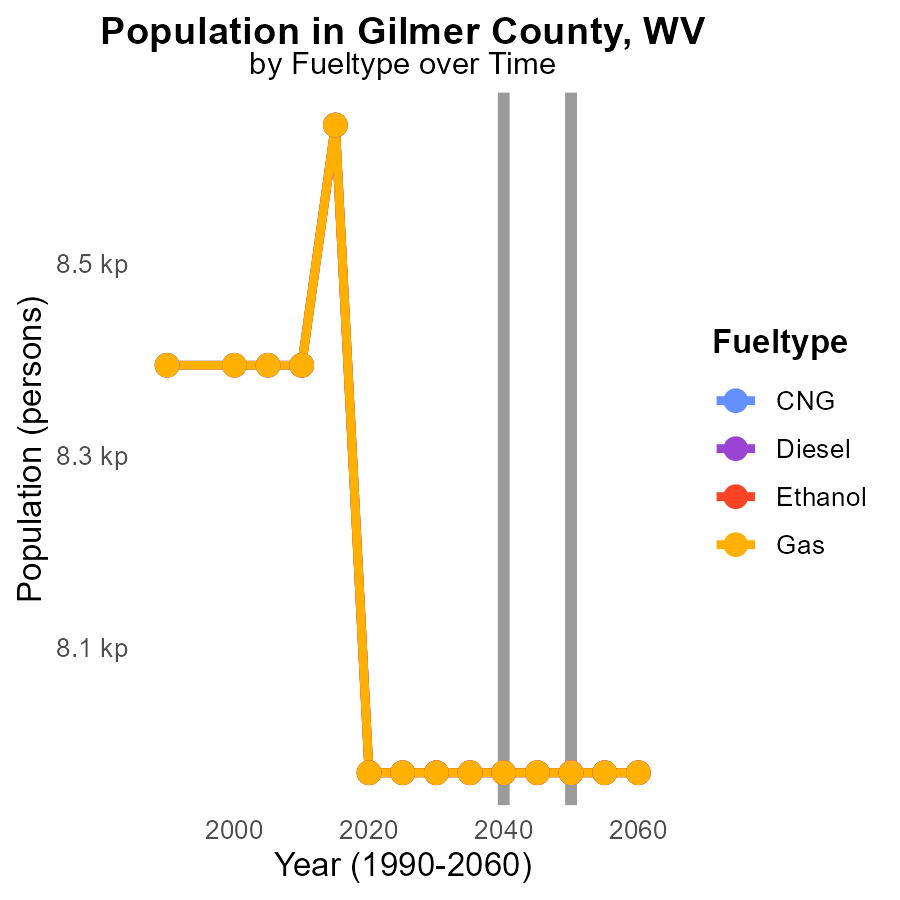 Population in Gilmer County, WV
by Fueltype over Time
Population (persons)
8.5 kp
8.3 kp
8.1 kp
2000
2020
2040
2060
Year (1990-2060)
Fueltype
CNG
Diesel
Ethanol
Gas